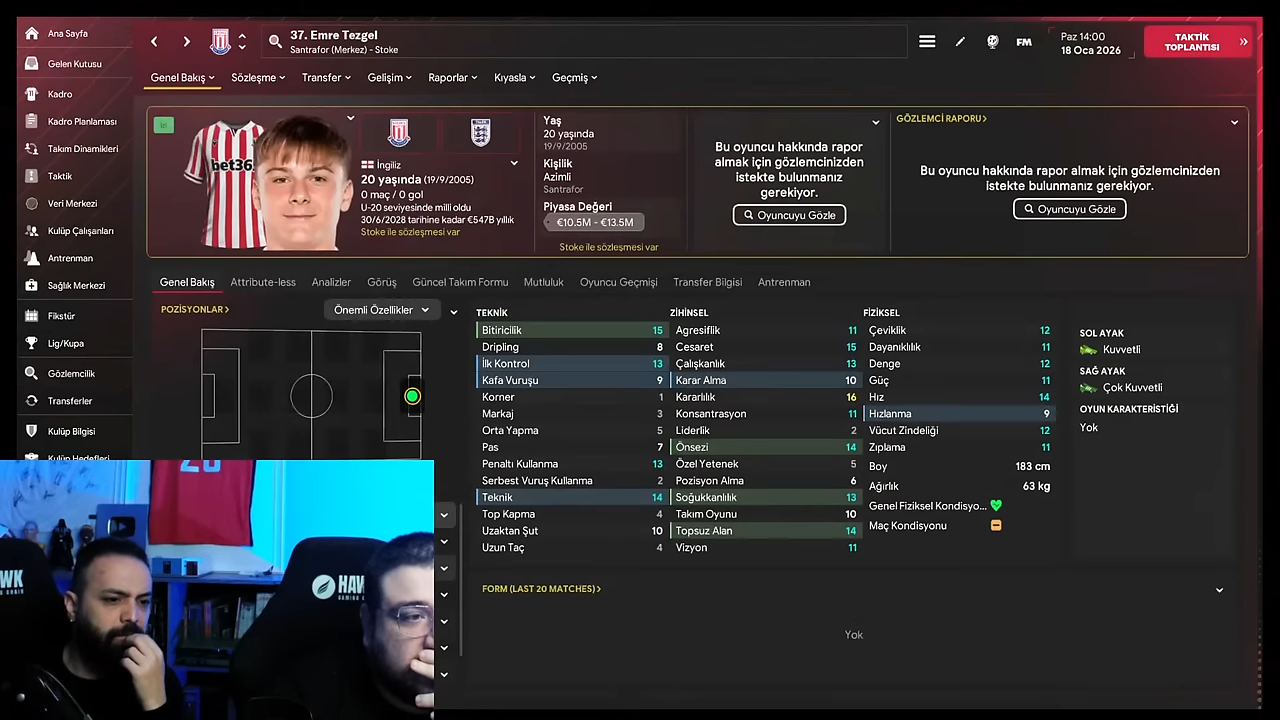 Ana Sayfa
Gelen Kutusu
Kadro
Kadro Planlaması
Takım Dinamikleri
Taktik
Veri Merkezi
Kulüp Çalışanları
Antrenman
Sağlık Merkezi
Fikstür
Lig/Kupa
Gözlemcilik
Transferler
Kulüp Bilgisi
Kulüp Hedefleri
37. Emre Tezgel
Santrafor (Merkez) - Stoke
FM
Paz 14:00
18 Oca 2026
TAKTİK
TOPLANTISI
Genel Bakış
Sözleşme
Transfer
Gelişim
Raporlar
Kıyasla
Geçmiş
İzl
bet36
İngiliz
20 yaşında (19/9/2005)
0 maç / 0 gol
U-20 seviyesinde milli oldu
30/6/2028 tarihine kadar €547B yıllık
Stoke ile sözleşmesi var
Yaş
20 yaşında
19/9/2005
Kişilik
Azimli
Santrafor
Piyasa Değeri
€10.5M - €13.5M
Stoke ile sözleşmesi var
Bu oyuncu hakkında rapor
almak için gözlemcinizden
istekte bulunmanız
gerekiyor.
Oyuncuyu Gözle
GÖZLEMCİ RAPORU>
Bu oyuncu hakkında rapor almak için gözlemcinizden
istekte bulunmanız gerekiyor.
Oyuncuyu Gözle
Genel Bakış
Attribute-less
Analizler
Görüş
Güncel Takım Formu
Mutluluk
Oyuncu Geçmişi
Transfer Bilgisi
Antrenman
POZİSYONLAR>
Önemli Özellikler
TEKNİK
Bitiricilik 15
Dripling 8
İlk Kontrol 13
Kafa Vuruşu 9
Korner 1
Markaj 3
Orta Yapma 5
Pas 7
Penaltı Kullanma 13
Serbest Vuruş Kullanma 2
Teknik 14
Top Kapma 4
Uzaktan Şut 10
Uzun Taç 4
ZİHİNSEL
Agresiflik 11
Cesaret 15
Çalışkanlık 13
Karar Alma 10
Kararlılık 16
Konsantrasyon 11
Liderlik 2
Önsezi 14
Özel Yetenek 5
Pozisyon Alma 6
Soğukkanlılık 13
Takım Oyunu 10
Topsuz Alan 14
Vizyon 11
FİZİKSEL
Çeviklik 12
Dayanıklılık 11
Denge 12
Güç 11
Hız 14
Hızlanma 9
Vücut Zindeliği 12
Zıplama 11
Boy 183 cm
Ağırlık 63 kg
Genel Fiziksel Kondisyo...
Maç Kondisyonu
SOL AYAK
Kuvvetli
SAĞ AYAK
Çok Kuvvetli
OYUN KARAKTERİSTİĞİ
Yok
FORM (LAST 20 MATCHES)>
Yok
WK
HAW